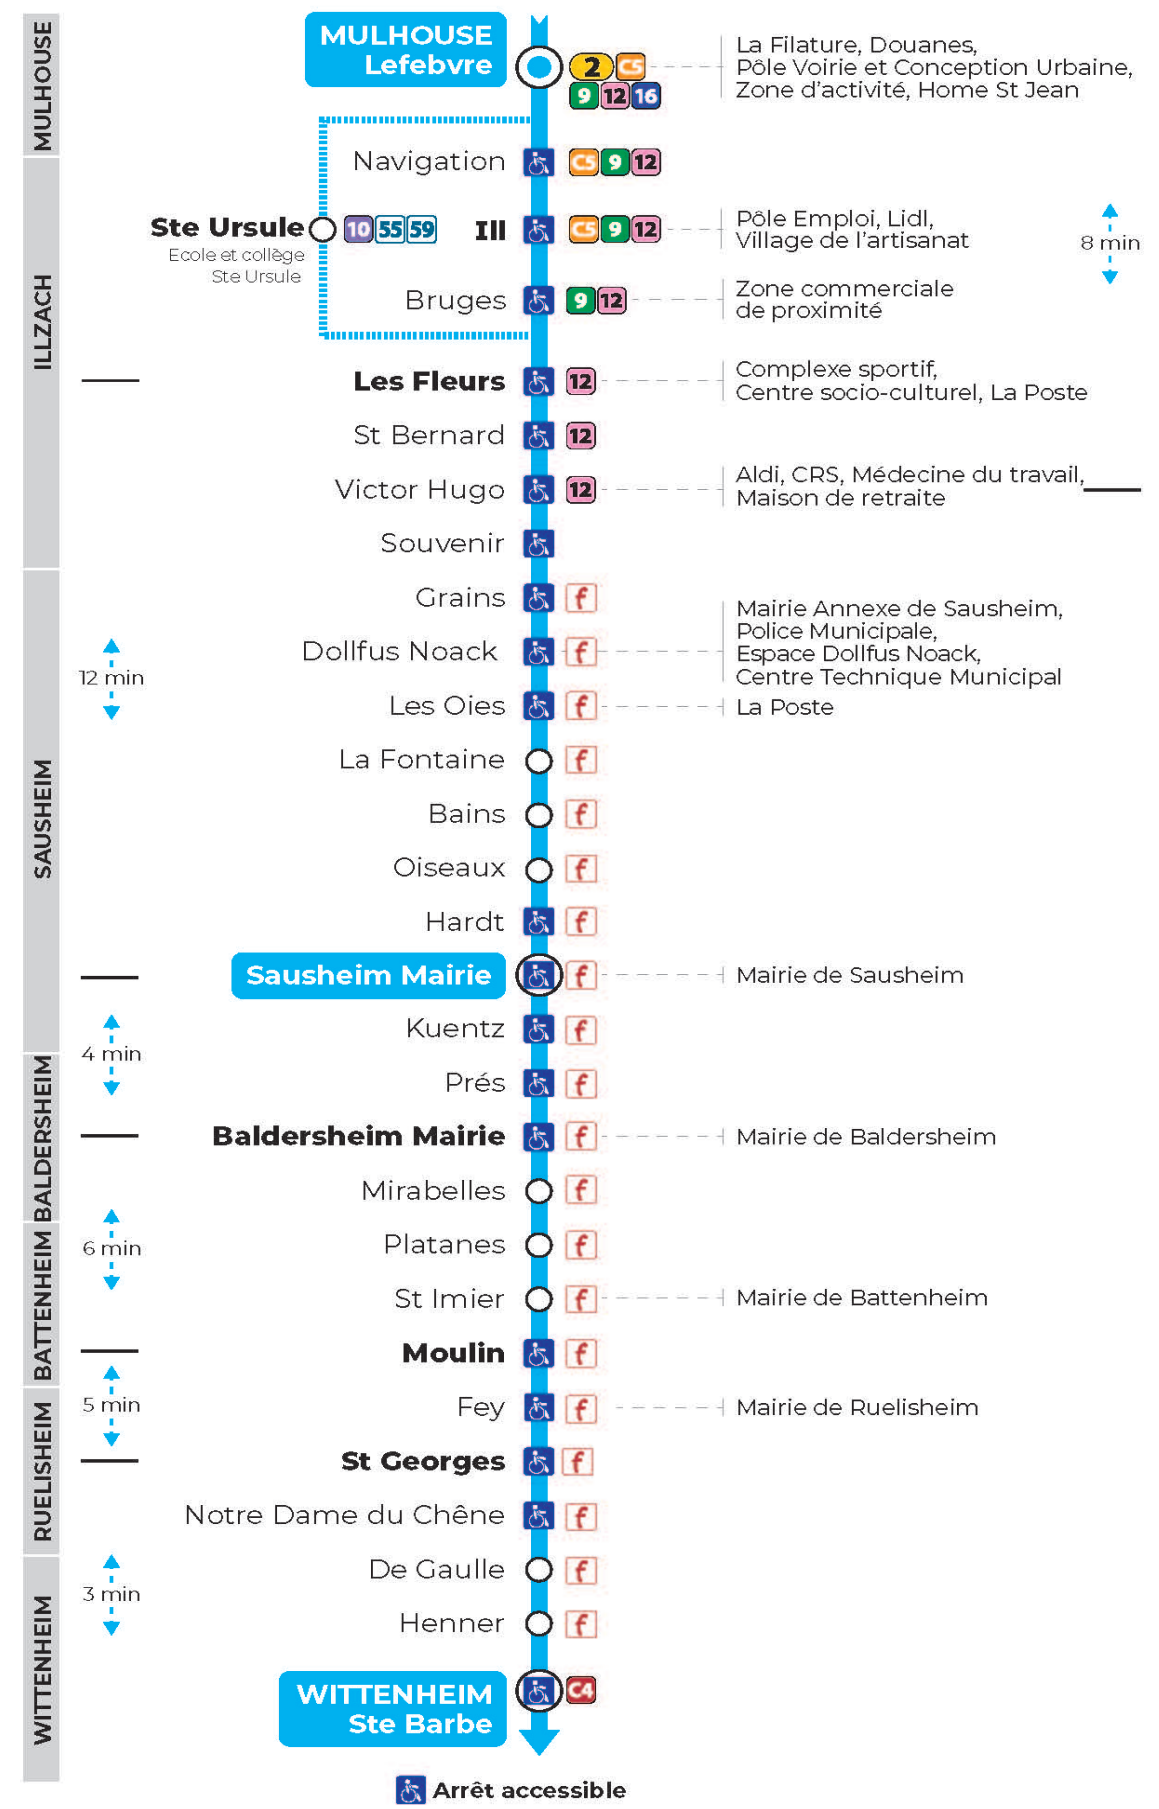 MULHOUSE
MULHOUSE
Lefebvre
2 C5
9 12 16
La Filature, Douanes,
Pôle Voirie et Conception Urbaine,
Zone d'activité, Home St Jean
ILLZACH
Navigation C5 9 12
Ste Ursule 10 55 59
Ecole et collège
Ste Ursule
Ill C5 9 12
Pôle Emploi, Lidl,
Village de l'artisanat
8 min
Bruges 9 12
Zone commerciale
de proximité
Les Fleurs 12
Complexe sportif,
Centre socio-culturel, La Poste
St Bernard 12
Victor Hugo 12
Aldi, CRS, Médecine du travail,
Maison de retraite
Souvenir
SAUSHEIM
Grains f
Dollfus Noack f
Mairie Annexe de Sausheim,
Police Municipale,
Espace Dollfus Noack,
Centre Technique Municipal
12 min
Les Oies f
La Poste
La Fontaine f
Bains f
Oiseaux f
Hardt f
Sausheim Mairie f
Mairie de Sausheim
Kuentz f
4 min
BALDERSHEIM
Prés f
Baldersheim Mairie f
Mairie de Baldersheim
Mirabelles f
BATTENHEIM
Platanes f
6 min
St Imier f
Mairie de Battenheim
Moulin f
RUELISHEIM
5 min
Fey f
Mairie de Ruelisheim
St Georges f
Notre Dame du Chêne f
WITTENHEIM
De Gaulle f
3 min
Henner f
WITTENHEIM
Ste Barbe
C4
Arrêt accessible